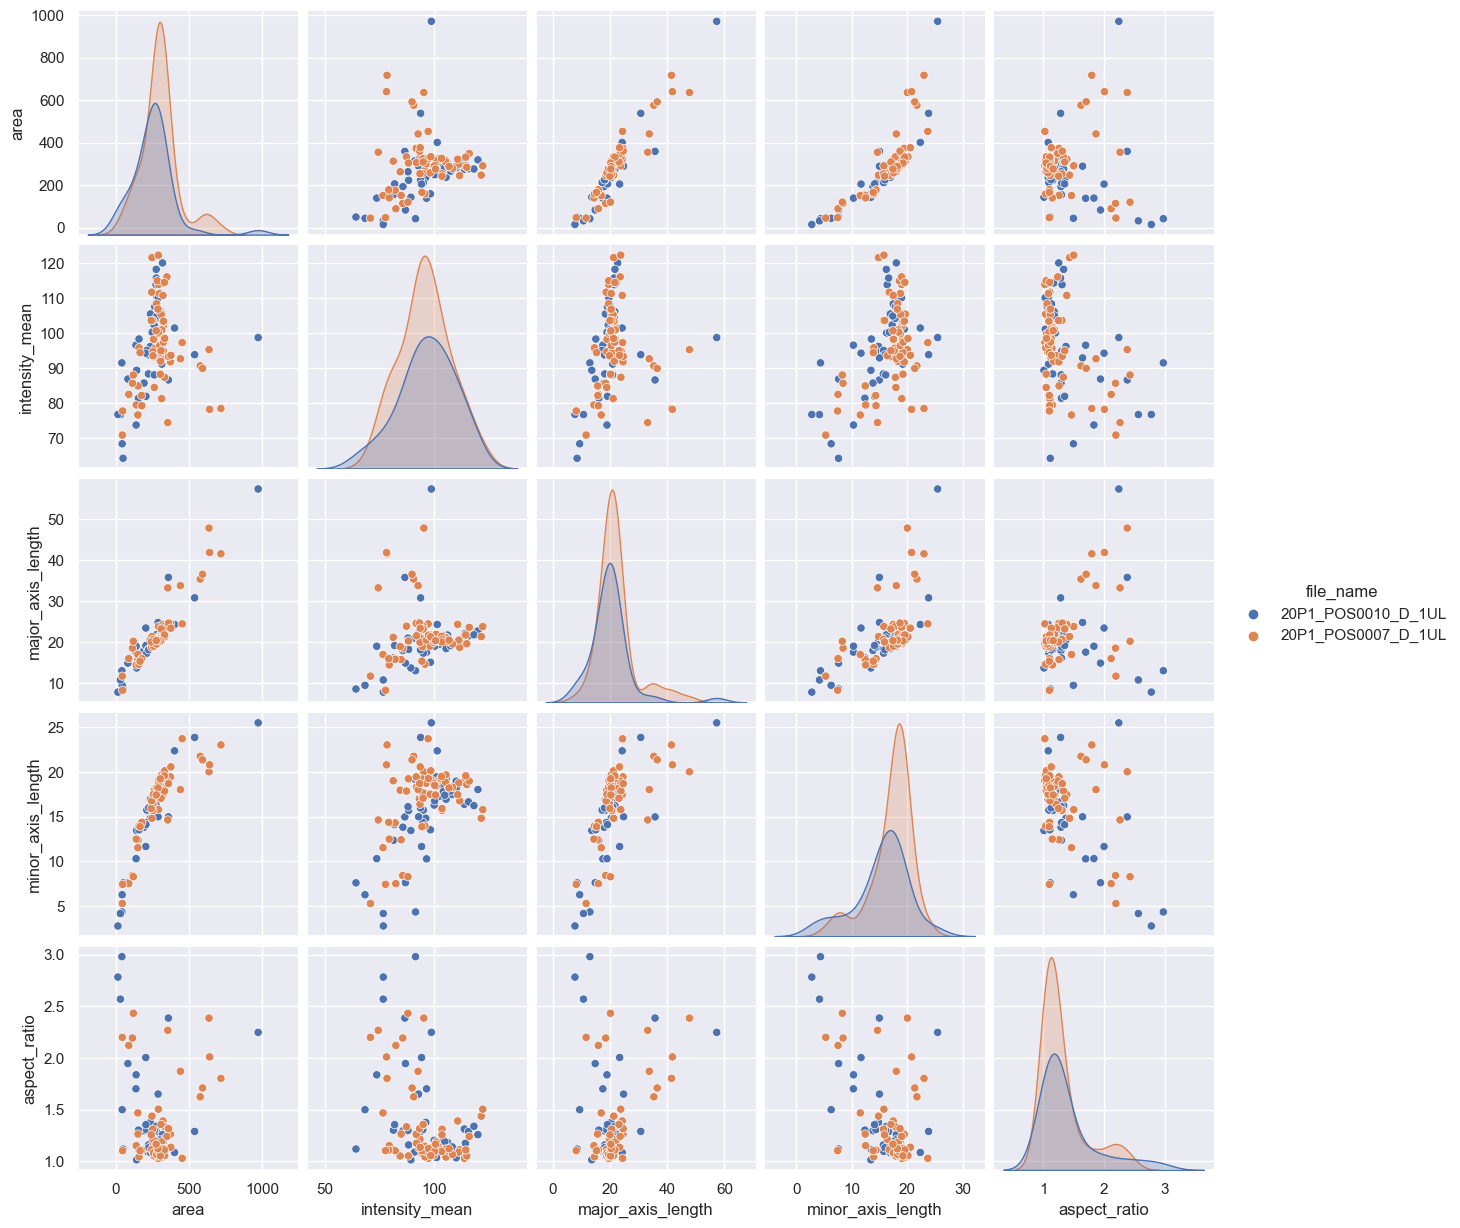 1000
800
600
400
200
0
area
120
110
100
90
80
70
intensity_mean
50
40
30
20
10
major_axis_length
file_name
20P1_POS0010_D_1UL
20P1_POS0007_D_1UL
25
20
15
10
5
minor_axis_length
3.0
2.5
2.0
1.5
1.0
aspect_ratio
0 500 1000 50 100 0 20 40 60 0 10 20 30 1 2 3
area intensity_mean major_axis_length minor_axis_length aspect_ratio